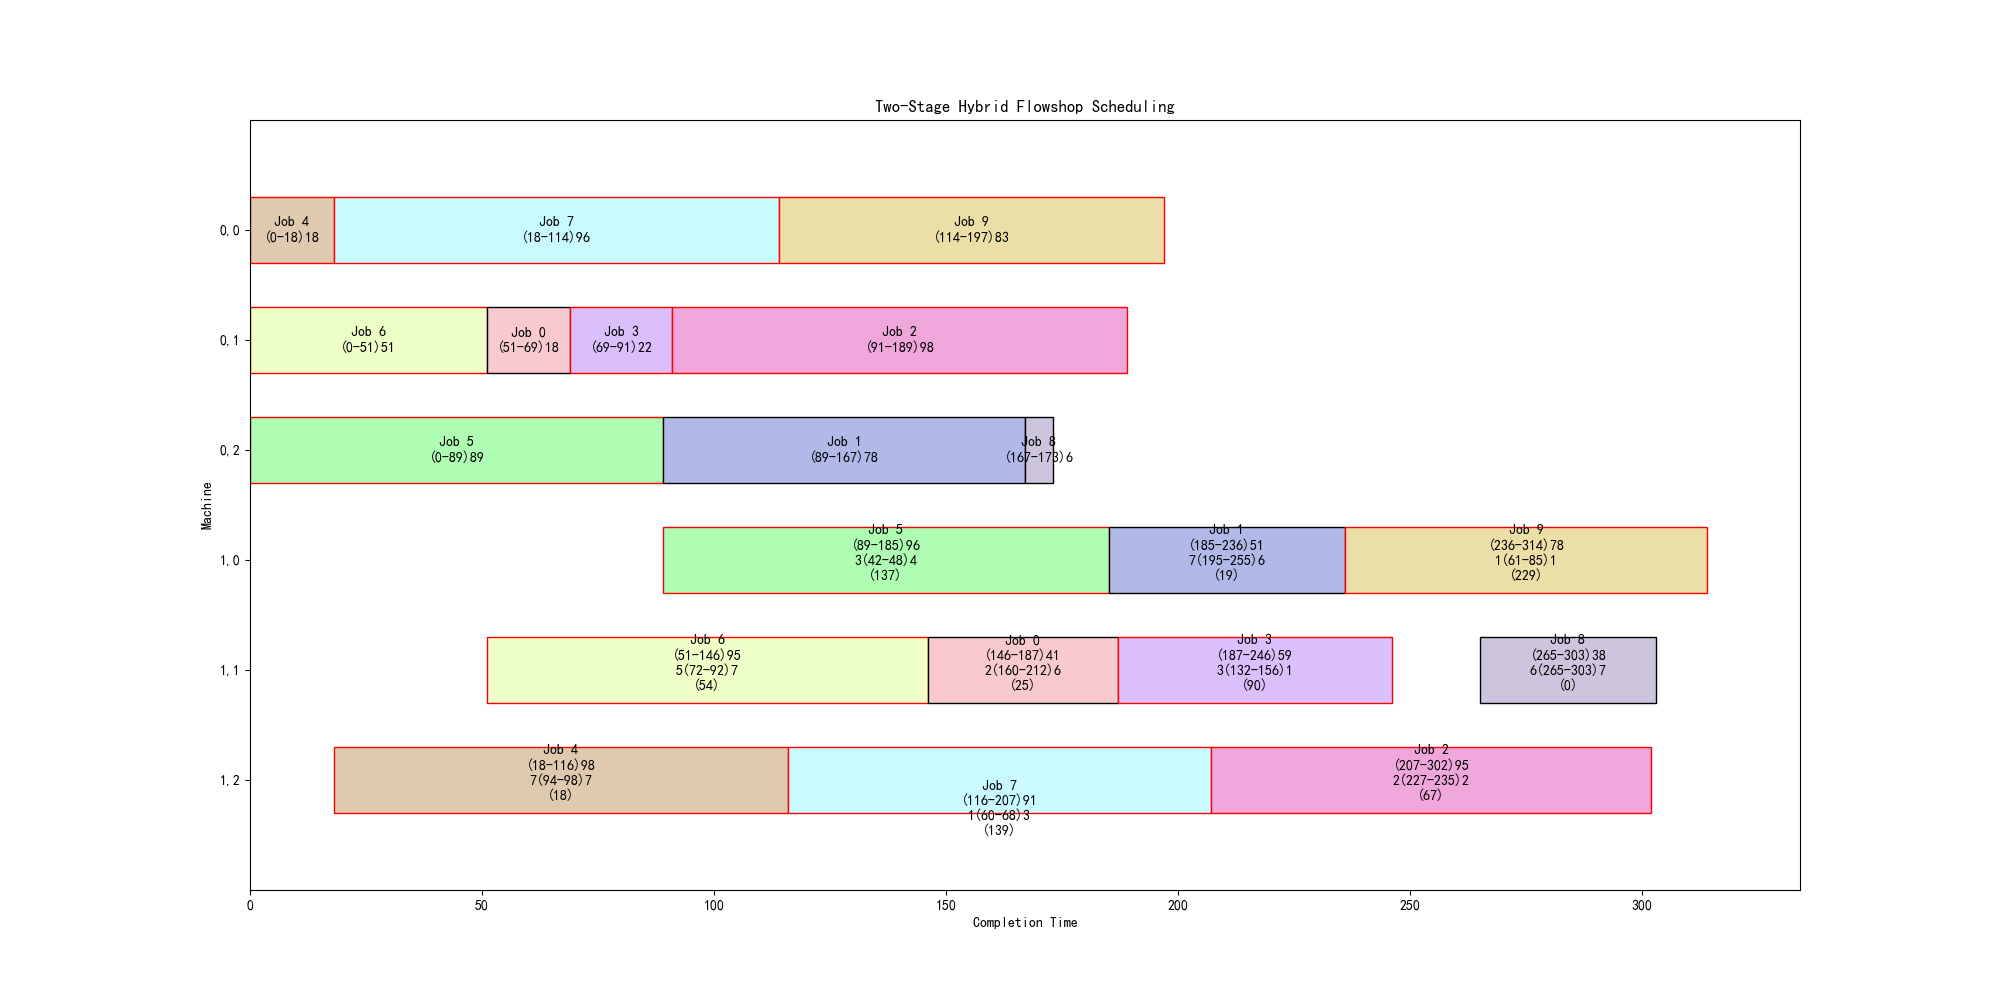 Two-Stage Hybrid Flowshop Scheduling
0,0
Job 4
(0-18)18
Job 7
(18-114)96
Job 9
(114-197)83
0,1
Job 6
(0-51)51
Job 0
(51-69)18
Job 3
(69-91)22
Job 2
(91-189)98
0,2
Job 5
(0-89)89
Job 1
(89-167)78
Job 8
(167-173)6
Machine
1,0
Job 5
(89-185)96
3(42-48)4
(137)
Job 1
(185-236)51
7(195-255)6
(19)
Job 9
(236-314)78
1(61-85)1
(229)
1,1
Job 6
(51-146)95
5(72-92)7
(54)
Job 0
(146-187)41
2(160-212)6
(25)
Job 3
(187-246)59
3(132-156)1
(90)
Job 8
(265-303)38
6(265-303)7
(0)
1,2
Job 4
(18-116)98
7(94-98)7
(18)
Job 7
(116-207)91
1(60-68)3
(139)
Job 2
(207-302)95
2(227-235)2
(67)
0 50 100 150 200 250 300
Completion Time